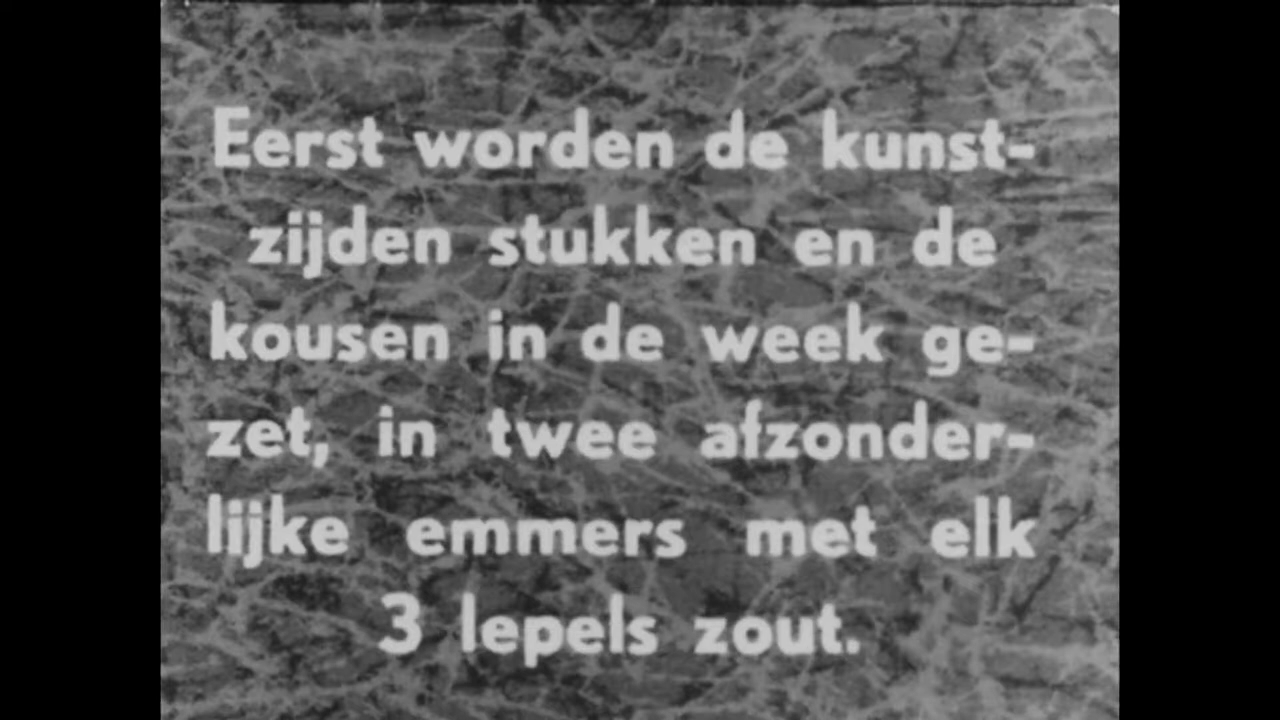 Eerst worden de kunst-
zijden stukken en de
kousen in de week ge-
zet, in twee afzonder-
lijke emmers met elk
3 lepels zout.